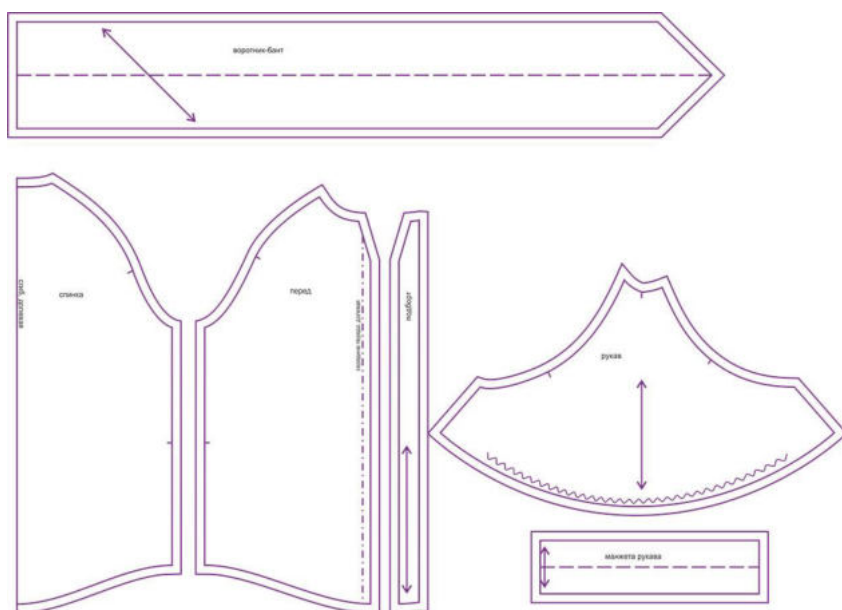 воротник-бант
спинка
перед
подборт
рукав
манжета рукава